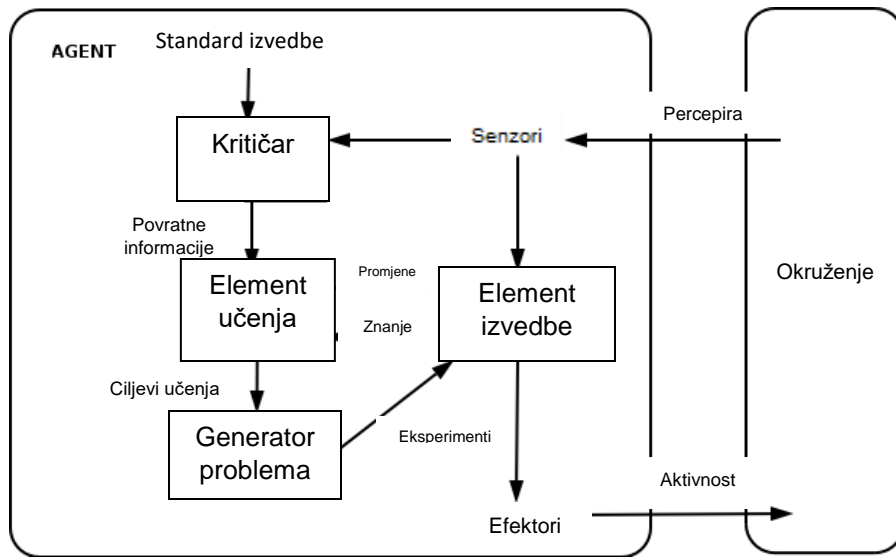 AGENT
Standard izvedbe
Kritičar
Senzori
Percepira
Povratne
informacije
Element
učenja
Promjene
Znanje
Element
izvedbe
Okruženje
Ciljevi učenja
Generator
problema
Eksperimenti
Efektori
Aktivnost